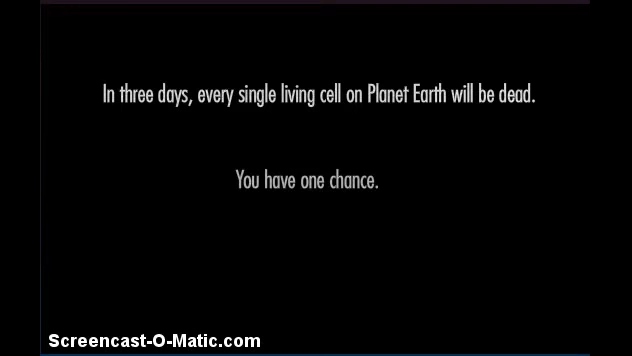 In three days, every single living cell on Planet Earth will be dead.
You have one chance.
Screencast-O-Matic.com